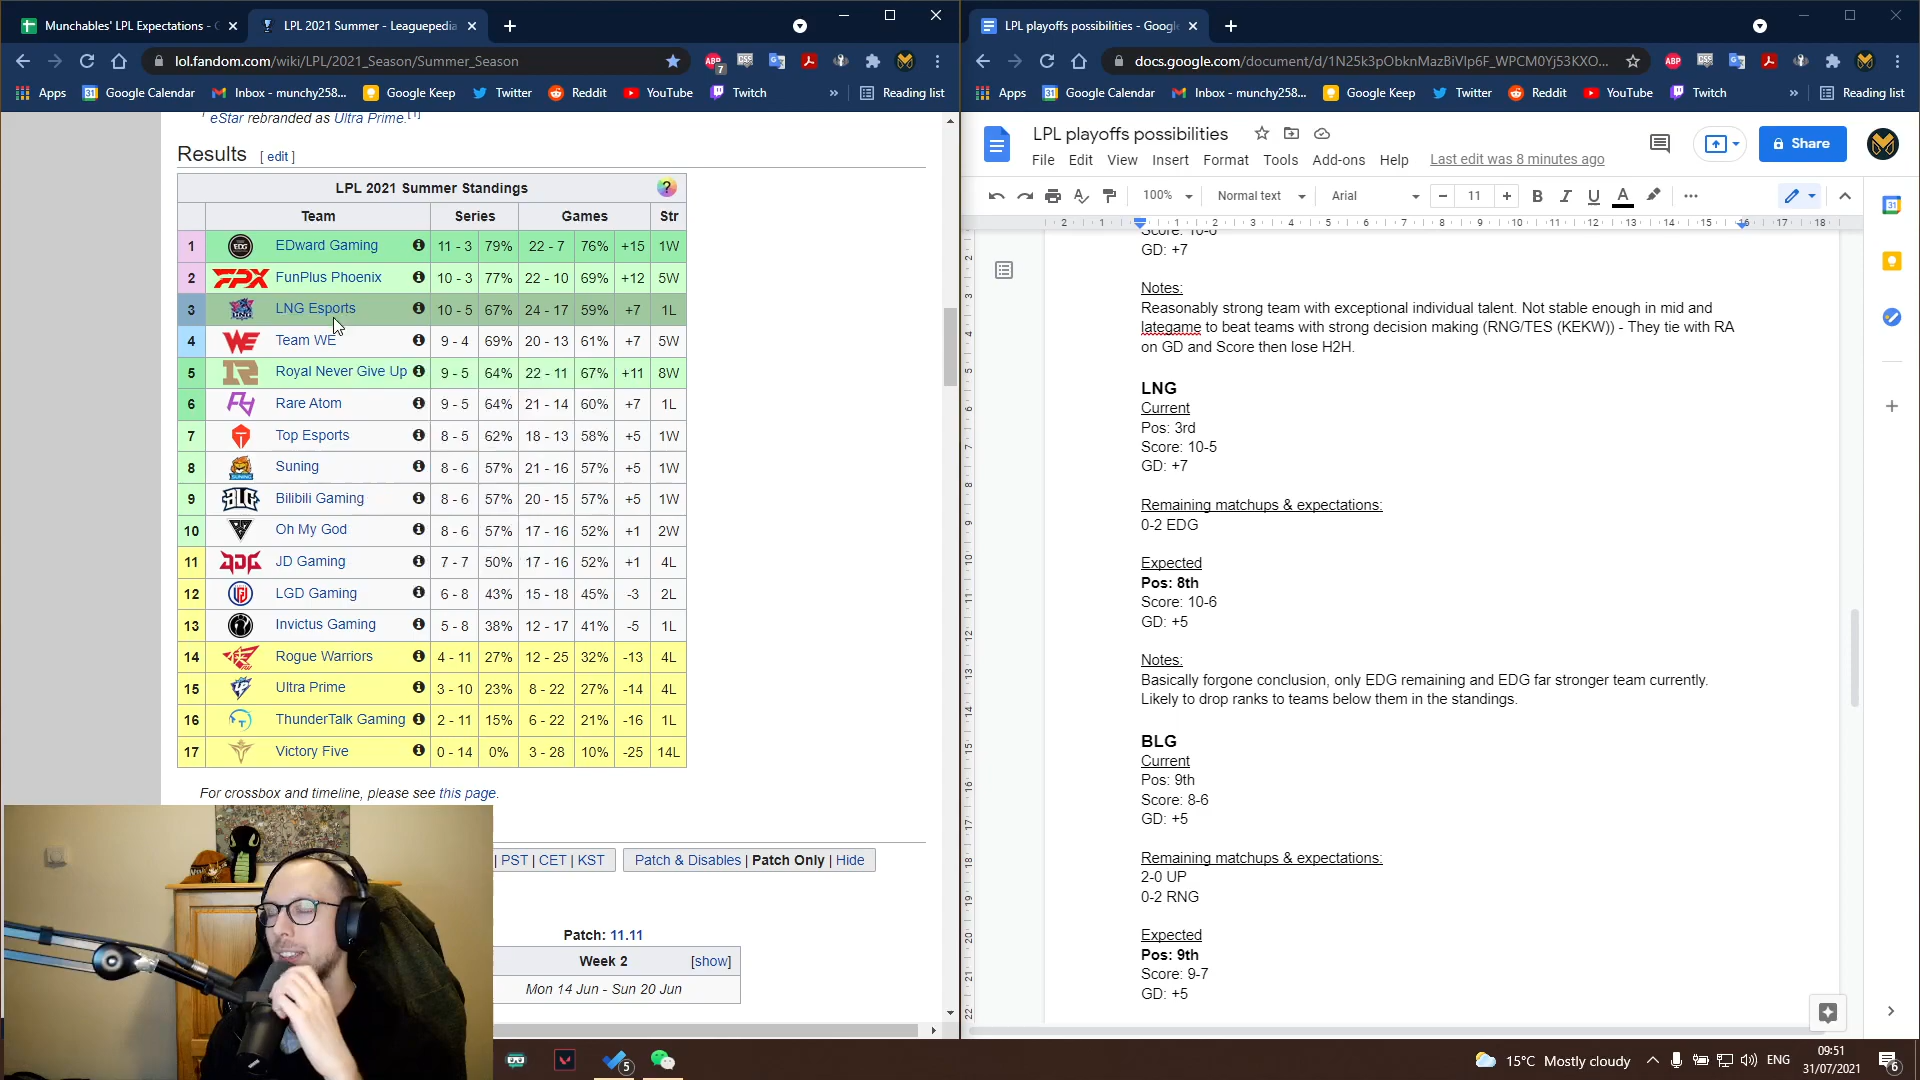 Munchables' LPL Expectations -
LPL 2021 Summer - Leaguepedia
lol.fandom.com/wiki/LPL/2021_Season/Summer_Season
Apps Google Calendar Inbox - munchy258... Google Keep Twitter Reddit YouTube Twitch » Reading list
eStar rebranded as Ultra Prime.[1]
Results [ edit ]
LPL 2021 Summer Standings ?
Team Series Games Str
1 EDward Gaming 11 - 3 79% 22 - 7 76% +15 1W
2 FunPlus Phoenix 10 - 3 77% 22 - 10 69% +12 5W
3 LNG Esports 10 - 5 67% 24 - 17 59% +7 1L
4 Team WE 9 - 4 69% 20 - 13 61% +7 5W
5 Royal Never Give Up 9 - 5 64% 22 - 11 67% +11 8W
6 Rare Atom 9 - 5 64% 21 - 14 60% +7 1L
7 Top Esports 8 - 5 62% 18 - 13 58% +5 1W
8 Suning 8 - 6 57% 21 - 16 57% +5 1W
9 Bilibili Gaming 8 - 6 57% 20 - 15 57% +5 1W
10 Oh My God 8 - 6 57% 17 - 16 52% +1 2W
11 JD Gaming 7 - 7 50% 17 - 16 52% +1 4L
12 LGD Gaming 6 - 8 43% 15 - 18 45% -3 2L
13 Invictus Gaming 5 - 8 38% 12 - 17 41% -5 1L
14 Rogue Warriors 4 - 11 27% 12 - 25 32% -13 4L
15 Ultra Prime 3 - 10 23% 8 - 22 27% -14 4L
16 ThunderTalk Gaming 2 - 11 15% 6 - 22 21% -16 1L
17 Victory Five 0 - 14 0% 3 - 28 10% -25 14L
For crossbox and timeline, please see this page.
| PST | CET | KST Patch & Disables | Patch Only | Hide
Patch: 11.11
Week 2 [show]
Mon 14 Jun - Sun 20 Jun
LPL playoffs possibilities - Google
docs.google.com/document/d/1N25k3pObknMazBiVlp6F_WPCM0Yj53KXO...
Apps Google Calendar Inbox - munchy258... Google Keep Twitter Reddit YouTube Twitch » Reading list
LPL playoffs possibilities
File Edit View Insert Format Tools Add-ons Help Last edit was 8 minutes ago
Share
100% Normal text Arial 11 B I U A
Score: 10-6
GD: +7
Notes:
Reasonably strong team with exceptional individual talent. Not stable enough in mid and
lategame to beat teams with strong decision making (RNG/TES (KEKW)) - They tie with RA
on GD and Score then lose H2H.
LNG
Current
Pos: 3rd
Score: 10-5
GD: +7
Remaining matchups & expectations:
0-2 EDG
Expected
Pos: 8th
Score: 10-6
GD: +5
Notes:
Basically forgone conclusion, only EDG remaining and EDG far stronger team currently.
Likely to drop ranks to teams below them in the standings.
BLG
Current
Pos: 9th
Score: 8-6
GD: +5
Remaining matchups & expectations:
2-0 UP
0-2 RNG
Expected
Pos: 9th
Score: 9-7
GD: +5
15°C Mostly cloudy ENG 09:51
31/07/2021